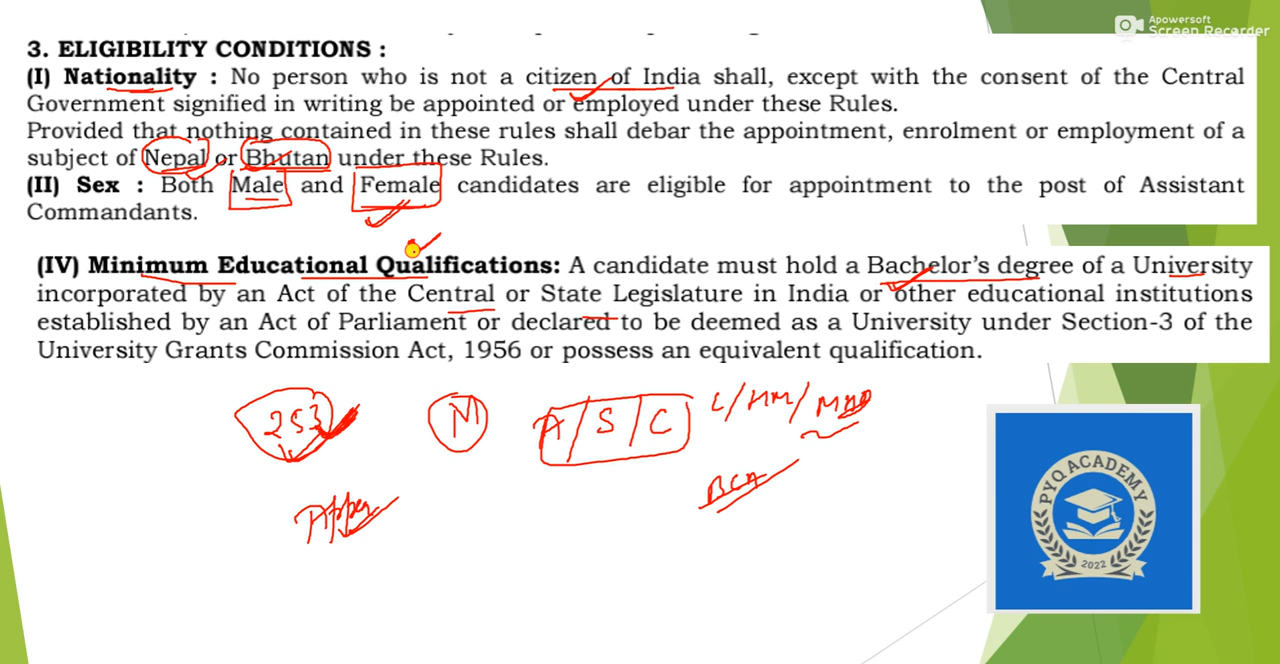 Apowersoft
Screen Recorder
3. ELIGIBILITY CONDITIONS :
(I) Nationality : No person who is not a citizen of India shall, except with the consent of the Central
Government signified in writing be appointed or employed under these Rules.
Provided that nothing contained in these rules shall debar the appointment, enrolment or employment of a
subject of Nepal or Bhutan under these Rules.
(II) Sex : Both Male and Female candidates are eligible for appointment to the post of Assistant
Commandants.
(IV) Minimum Educational Qualifications: A candidate must hold a Bachelor's degree of a University
incorporated by an Act of the Central or State Legislature in India or other educational institutions
established by an Act of Parliament or declared to be deemed as a University under Section-3 of the
University Grants Commission Act, 1956 or possess an equivalent qualification.
253 M A/S/C L/HM/
BCA
PYQ ACADEMY
2022